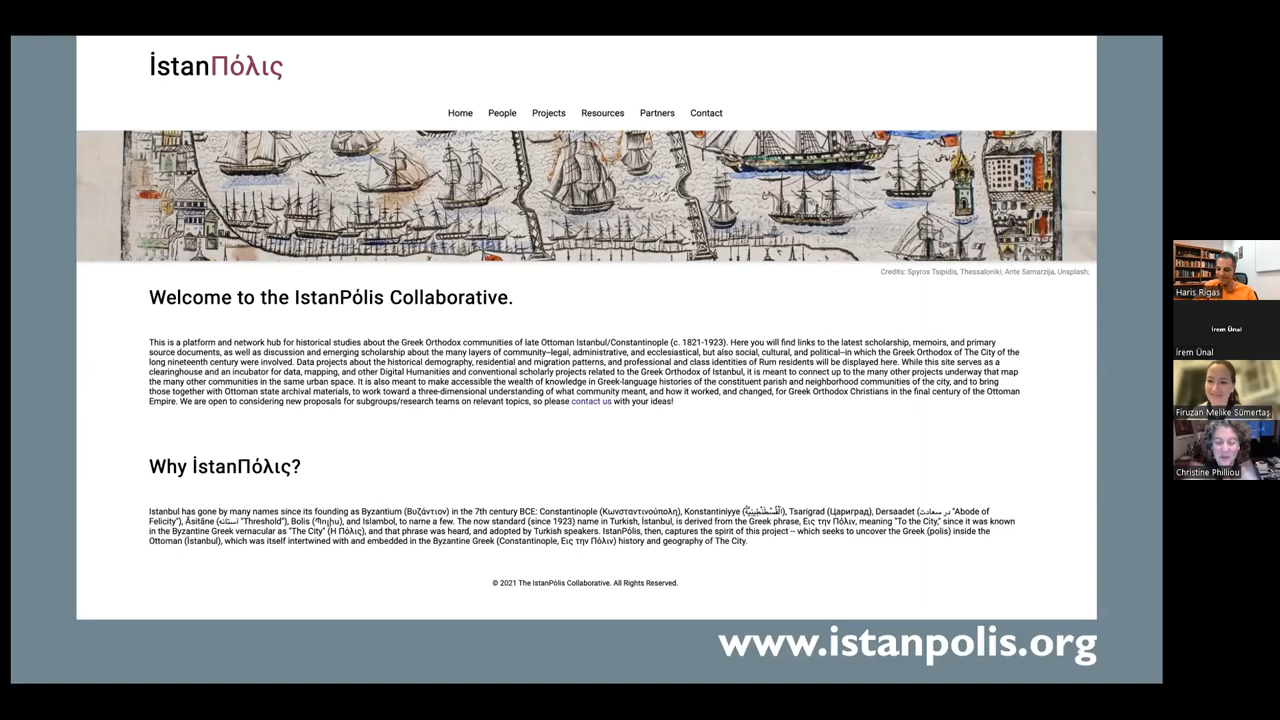 İstanΠόλις
Home People Projects Resources Partners Contact
Credits: Spyros Tsipidis, Thessaloniki; Ante Samarzija, Unsplash;
Welcome to the IstanPólis Collaborative.
This is a platform and network hub for historical studies about the Greek Orthodox communities of late Ottoman Istanbul/Constantinople (c. 1821-1923). Here you will find links to the latest scholarship, memoirs, and primary
source documents, as well as discussion and emerging scholarship about the many layers of community–legal, administrative, and ecclesiastical, but also social, cultural, and political–in which the Greek Orthodox of The City of the
long nineteenth century were involved. Data projects about the historical demography, residential and migration patterns, and professional and class identities of Rum residents will be displayed here. While this site serves as a
clearinghouse and an incubator for data, mapping, and other Digital Humanities and conventional scholarly projects related to the Greek Orthodox of Istanbul, it is meant to connect up to the many other projects underway that map
the many other communities in the same urban space. It is also meant to make accessible the wealth of knowledge in Greek-language histories of the constituent parish and neighborhood communities of the city, and to bring
those together with Ottoman state archival materials, to work toward a three-dimensional understanding of what community meant, and how it worked, and changed, for Greek Orthodox Christians in the final century of the Ottoman
Empire. We are open to considering new proposals for subgroups/research teams on relevant topics, so please contact us with your ideas!
Why İstanΠόλις?
Istanbul has gone by many names since its founding as Byzantium (Βυζάντιον) in the 7th century BCE: Constantinople (Κωνσταντινούπολη), Konstantiniyye (الْقُسْطَنْطِينِيَّةُ), Tsarigrad (Цариград), Dersaadet (در سعادت "Abode of
Felicity"), Âsitâne (آستانه "Threshold"), Bolis (Պոլիս), and Islambol, to name a few. The now standard (since 1923) name in Turkish, İstanbul, is derived from the Greek phrase, Εις την Πόλιν, meaning "To the City," since it was known
in the Byzantine Greek vernacular as "The City" (Η Πόλις), and that phrase was heard, and adopted by Turkish speakers. IstanPólis, then, captures the spirit of this project – which seeks to uncover the Greek (polis) inside the
Ottoman (İstanbul), which was itself intertwined with and embedded in the Byzantine Greek (Constantinople, Εις την Πόλιν) history and geography of The City.
© 2021 The IstanPólis Collaborative. All Rights Reserved.
www.istanpolis.org
Haris Rigas
İrem Ünal
İrem Ünal
Firuzan Melike Sümertaş
Christine Philliou